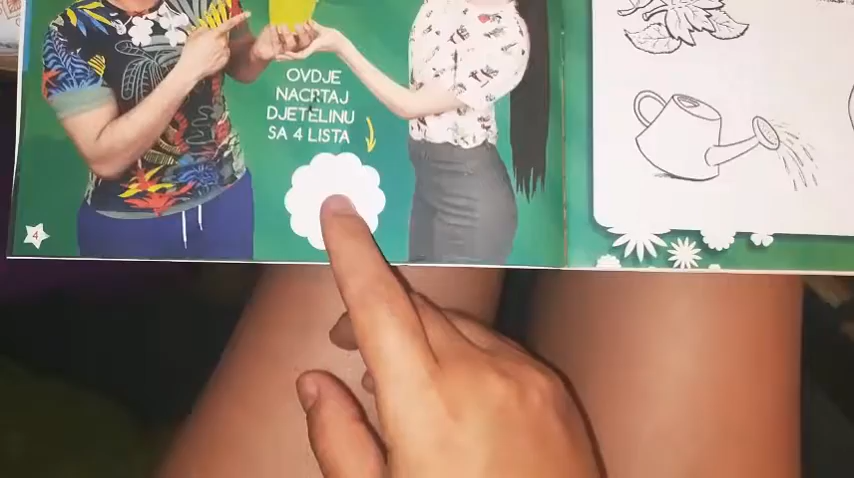 OVDJE
NACRTAJ
DJETELINU
SA 4 LISTA
4